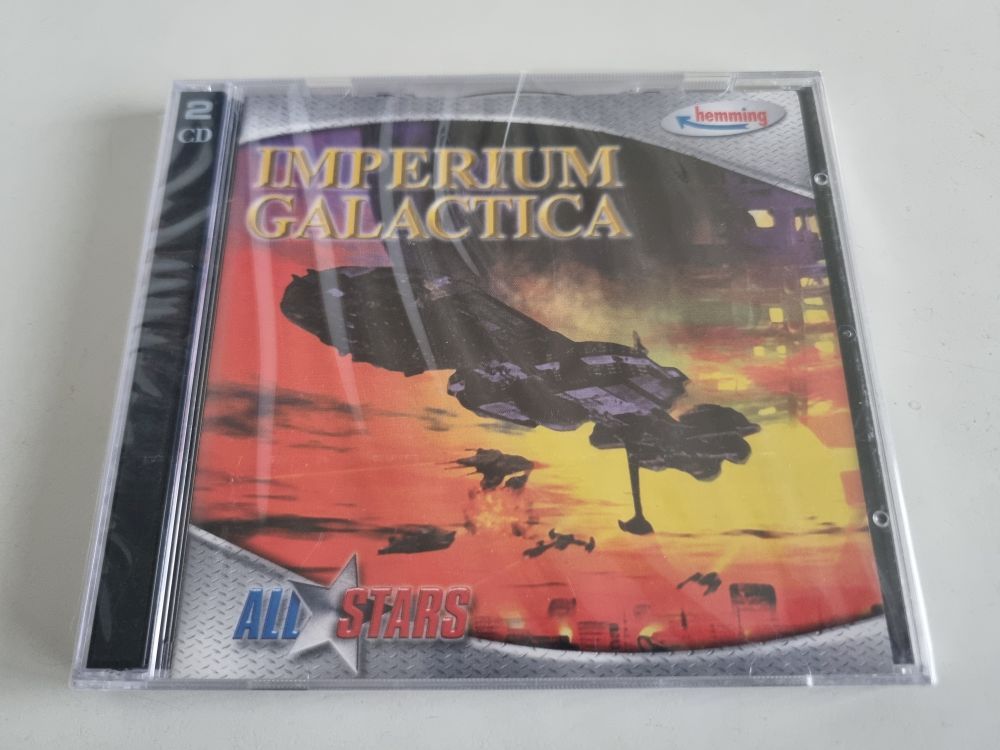 2
CD
hemming
IMPERIUM
GALACTICA
ALL STARS